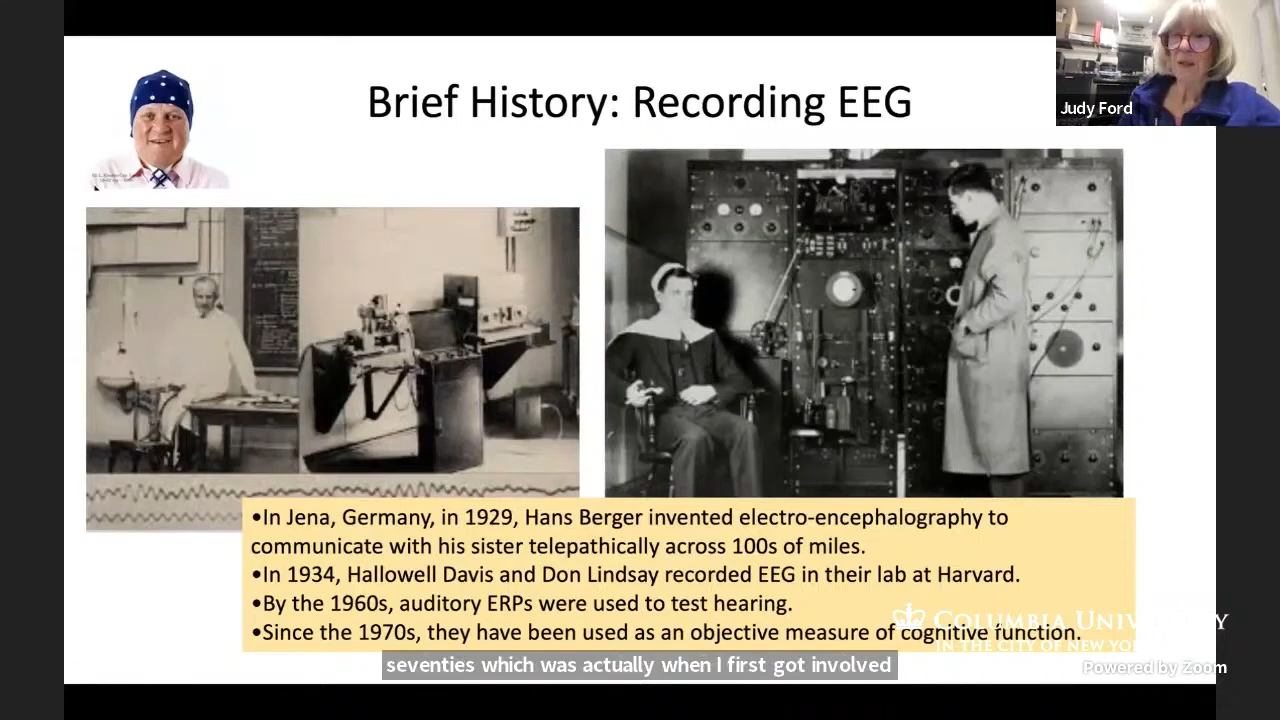 Brief History: Recording EEG
Judy Ford
•In Jena, Germany, in 1929, Hans Berger invented electro-encephalography to
communicate with his sister telepathically across 100s of miles.
•In 1934, Hallowell Davis and Don Lindsay recorded EEG in their lab at Harvard.
•By the 1960s, auditory ERPs were used to test hearing.
•Since the 1970s, they have been used as an objective measure of cognitive function.
COLUMBIA UNIVERSITY
IN THE CITY OF NEW YORK
seventies which was actually when I first got involved
Powered by Zoom